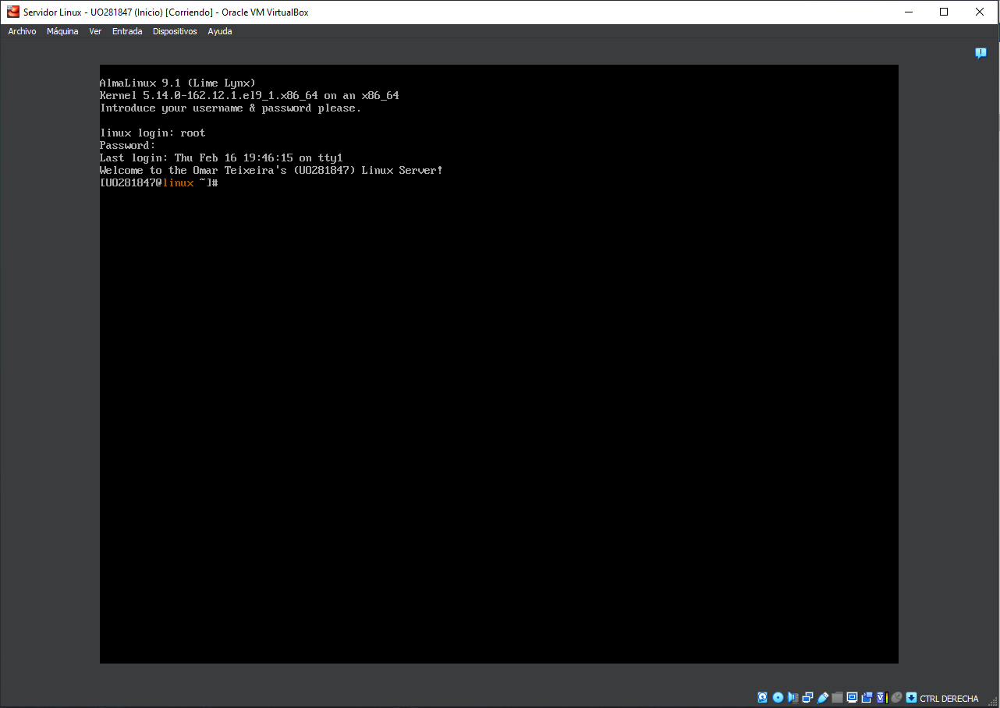 Servidor Linux - UO281847 (Inicio) [Corriendo] - Oracle VM VirtualBox
Archivo Máquina Ver Entrada Dispositivos Ayuda
AlmaLinux 9.1 (Lime Lynx)
Kernel 5.14.0-162.12.1.el9_1.x86_64 on an x86_64
Introduce your username & password please.
linux login: root
Password:
Last login: Thu Feb 16 19:46:15 on tty1
Welcome to the Omar Teixeira's (UO281847) Linux Server!
[UO281847@linux ~]#
CTRL DERECHA